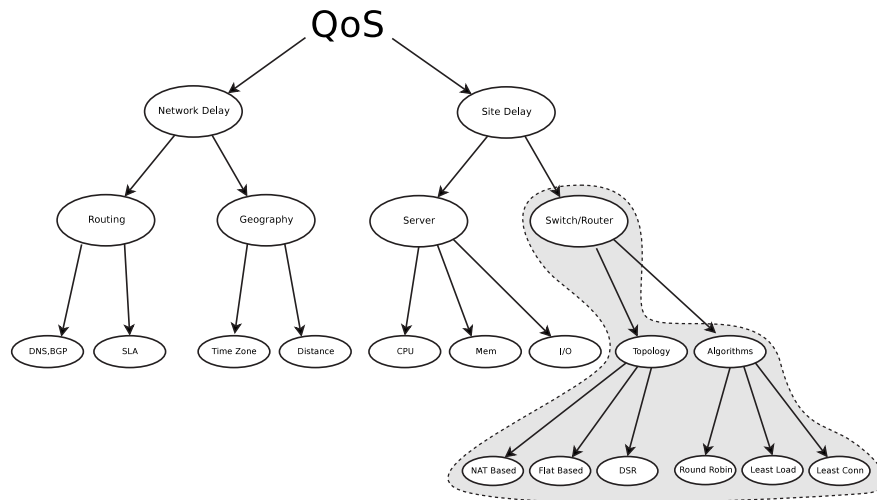 QoS
Network Delay
Site Delay
Routing
Geography
Server
Switch/Router
DNS,BGP
SLA
Time Zone
Distance
CPU
Mem
I/O
Topology
Algorithms
NAT Based
Flat Based
DSR
Round Robin
Least Load
Least Conn